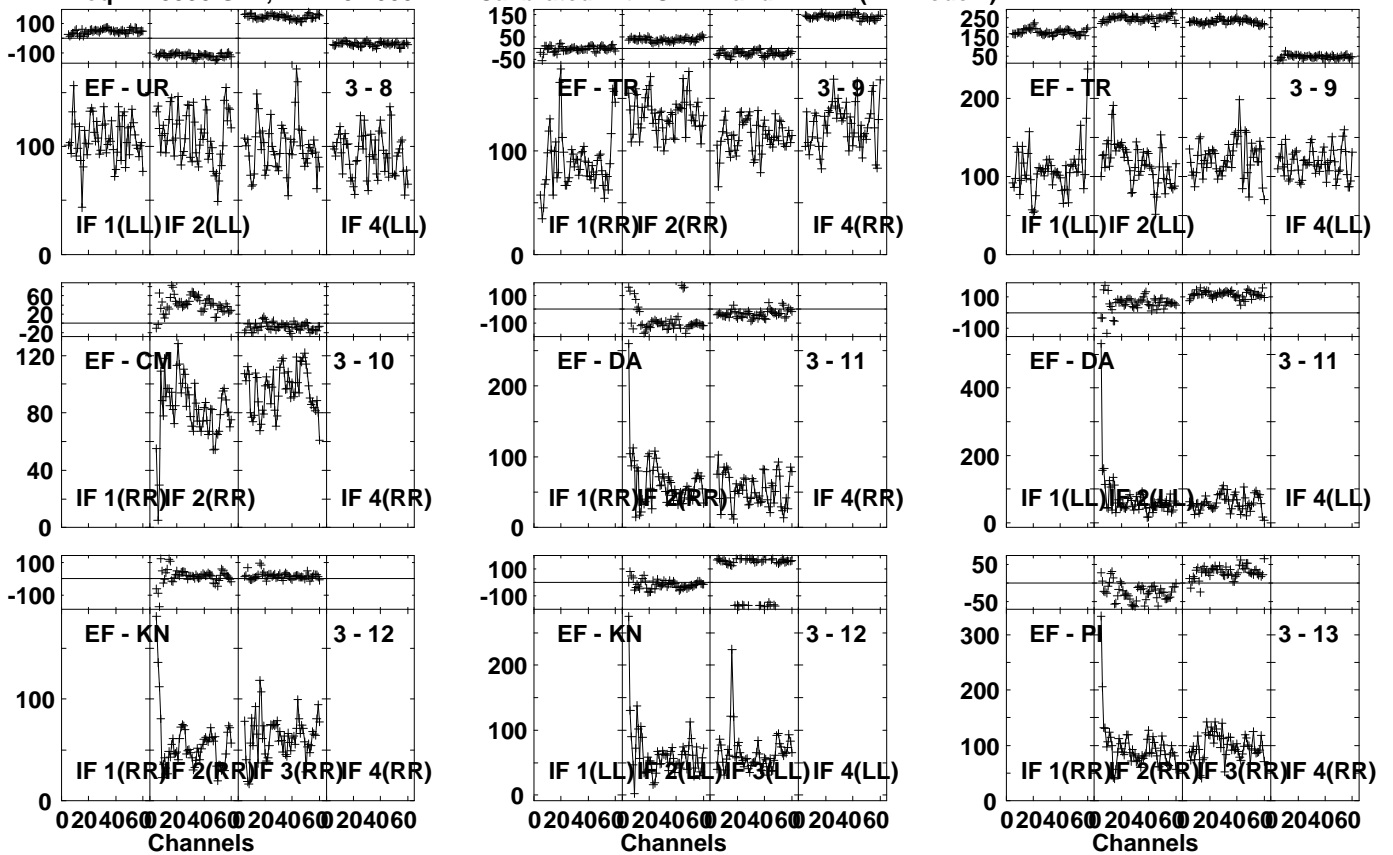 150
100 50 250
-100 -50 150
50
EF - UR 3 - 8 EF - TR 3 - 9 EF - TR 3 - 9
200
100 100 100
IF 1(LL) IF 2(LL) IF 4(LL) IF 1(RR) IF 2(RR) IF 4(RR) IF 1(LL) IF 2(LL) IF 4(LL)
0 0 0
60
20 100 100
-20 -100 -100
EF - CM 3 - 10 EF - DA 3 - 11 EF - DA 3 - 11
120
200 400
80
100 200
40
IF 1(RR) IF 2(RR) IF 4(RR) IF 1(RR) IF 2(RR) IF 4(RR) IF 1(LL) IF 2(LL) IF 4(LL)
0 0 0
100 100 50
-100 -100 -50
EF - KN 3 - 12 EF - KN 3 - 12 EF - PI 3 - 13
300
200
200
100 100
100
IF 1(RR) IF 2(RR) IF 3(RR) IF 4(RR) IF 1(LL) IF 2(LL) IF 3(LL) IF 4(LL) IF 1(RR) IF 2(RR) IF 3(RR) IF 4(RR)
0 0 0
0 20 40 60 0 20 40 60 0 20 40 60 0 20 40 60 0 20 40 60 0 20 40 60 0 20 40 60 0 20 40 60 0 20 40 60 0 20 40 60 0 20 40 60 0 20 40 60
Channels Channels Channels